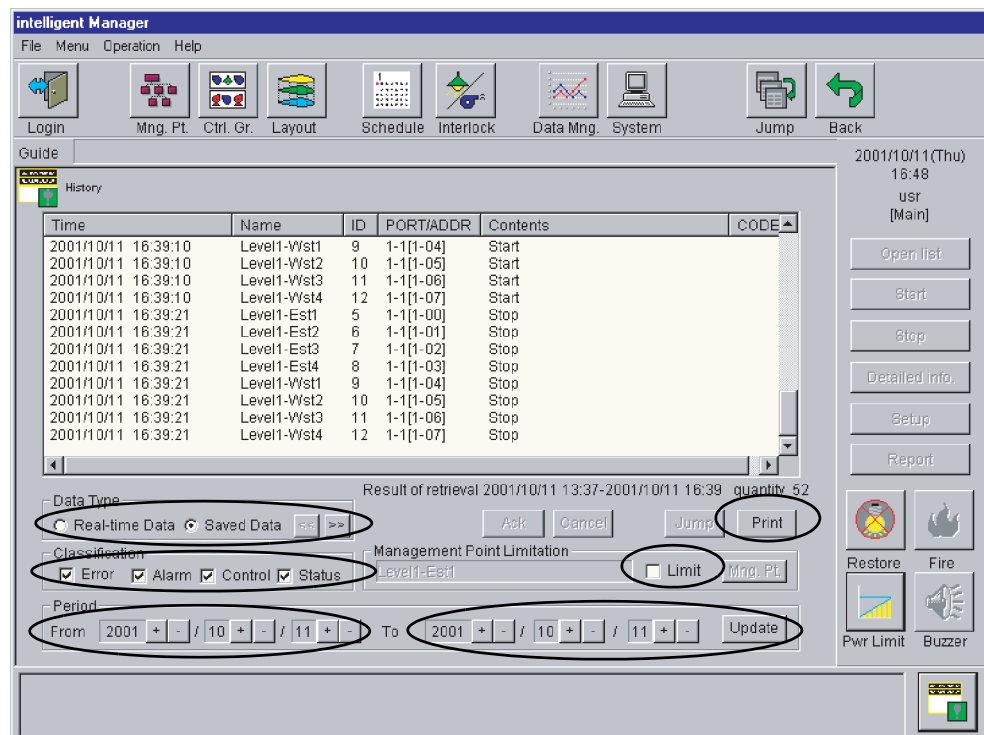 intelligent Manager
File Menu Operation Help
Login Mng. Pt. Ctrl. Gr. Layout Schedule Interlock Data Mng. System Jump Back
Guide
2001/10/11(Thu)
16:48
usr
[Main]
History
Time Name ID PORT/ADDR Contents CODE
2001/10/11 16:39:10 Level1-Wst1 9 1-1[1-04] Start
2001/10/11 16:39:10 Level1-Wst2 10 1-1[1-05] Start
2001/10/11 16:39:10 Level1-Wst3 11 1-1[1-06] Start
2001/10/11 16:39:10 Level1-Wst4 12 1-1[1-07] Start
2001/10/11 16:39:21 Level1-Est1 5 1-1[1-00] Stop
2001/10/11 16:39:21 Level1-Est2 6 1-1[1-01] Stop
2001/10/11 16:39:21 Level1-Est3 7 1-1[1-02] Stop
2001/10/11 16:39:21 Level1-Est4 8 1-1[1-03] Stop
2001/10/11 16:39:21 Level1-Wst1 9 1-1[1-04] Stop
2001/10/11 16:39:21 Level1-Wst2 10 1-1[1-05] Stop
2001/10/11 16:39:21 Level1-Wst3 11 1-1[1-06] Stop
2001/10/11 16:39:21 Level1-Wst4 12 1-1[1-07] Stop
Open list
Start
Stop
Detailed info.
Setup
Report
Result of retrieval 2001/10/11 13:37-2001/10/11 16:39 quantity 52
Data Type
Real-time Data Saved Data << >>
Ack Cancel Jump Print
Classification
Error Alarm Control Status
Management Point Limitation
Level1-Est1 Limit Mng. Pt.
Period
From 2001 + - / 10 + - / 11 + - To 2001 + - / 10 + - / 11 + - Update
Restore Fire
Pwr Limit Buzzer